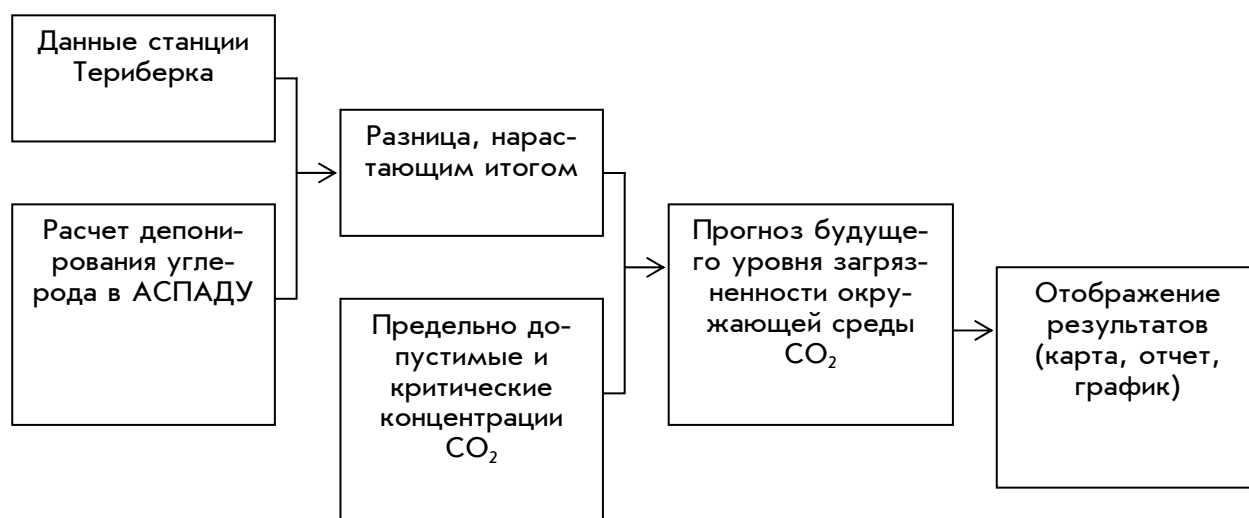 Данные станции
Териберка
Расчет депони-
рования угле-
рода в АСПАДУ
Разница, нарас-
тающим итогом
Предельно до-
пустимые и
критические
концентрации
CO₂
Прогноз будуще-
го уровня загряз-
ненности окру-
жающей среды
CO₂
Отображение
результатов
(карта, отчет,
график)